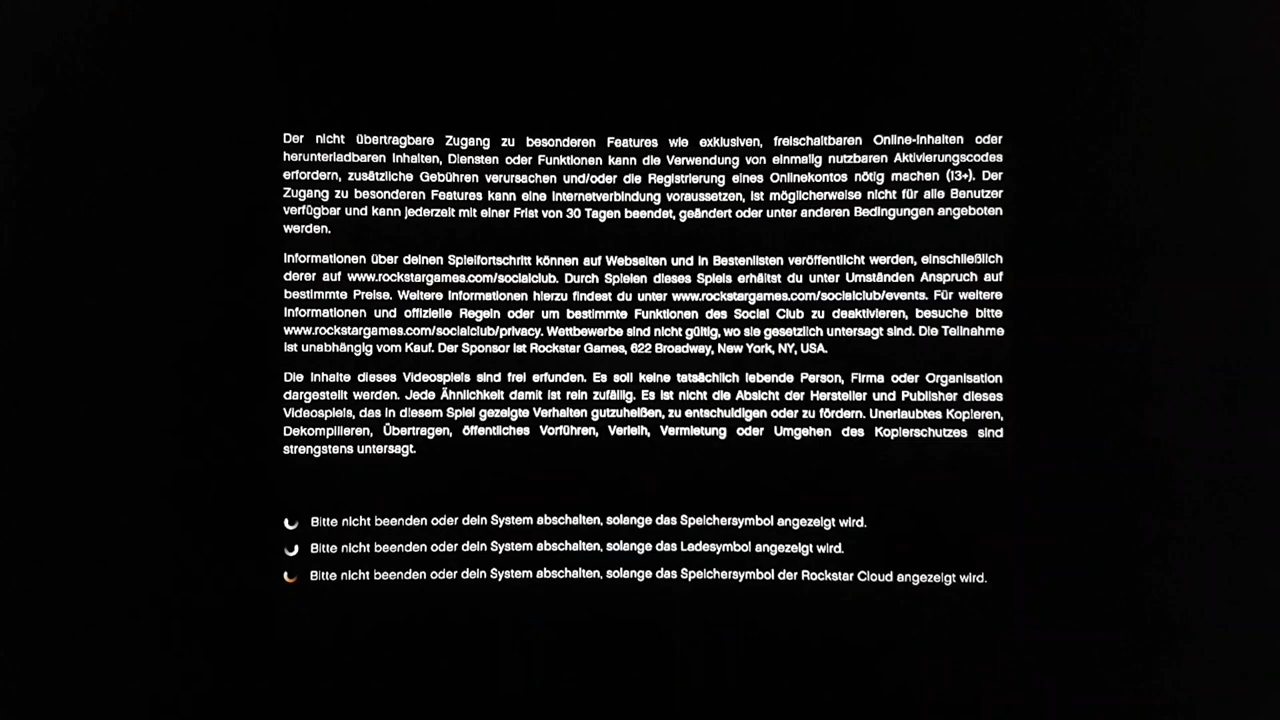 Der nicht übertragbare Zugang zu besonderen Features wie exklusiven, freischaltbaren Online-Inhalten oder
herunterladbaren Inhalten, Diensten oder Funktionen kann die Verwendung von einmalig nutzbaren Aktivierungscodes
erfordern, zusätzliche Gebühren verursachen und/oder die Registrierung eines Onlinekontos nötig machen (13+). Der
Zugang zu besonderen Features kann eine Internetverbindung voraussetzen, ist möglicherweise nicht für alle Benutzer
verfügbar und kann jederzeit mit einer Frist von 30 Tagen beendet, geändert oder unter anderen Bedingungen angeboten
werden.
Informationen über deinen Spielfortschritt können auf Webseiten und in Bestenlisten veröffentlicht werden, einschließlich
derer auf www.rockstargames.com/socialclub. Durch Spielen dieses Spiels erhältst du unter Umständen Anspruch auf
bestimmte Preise. Weitere Informationen hierzu findest du unter www.rockstargames.com/socialclub/events. Für weitere
Informationen und offizielle Regeln oder um bestimmte Funktionen des Social Club zu deaktivieren, besuche bitte
www.rockstargames.com/socialclub/privacy. Wettbewerbe sind nicht gültig, wo sie gesetzlich untersagt sind. Die Teilnahme
ist unabhängig vom Kauf. Der Sponsor ist Rockstar Games, 622 Broadway, New York, NY, USA.
Die Inhalte dieses Videospiels sind frei erfunden. Es soll keine tatsächlich lebende Person, Firma oder Organisation
dargestellt werden. Jede Ähnlichkeit damit ist rein zufällig. Es ist nicht die Absicht der Hersteller und Publisher dieses
Videospiels, das in diesem Spiel gezeigte Verhalten gutzuheißen, zu entschuldigen oder zu fördern. Unerlaubtes Kopieren,
Dekompilieren, Übertragen, öffentliches Vorführen, Verleih, Vermietung oder Umgehen des Kopierschutzes sind
strengstens untersagt.
Bitte nicht beenden oder dein System abschalten, solange das Speichersymbol angezeigt wird.
Bitte nicht beenden oder dein System abschalten, solange das Ladesymbol angezeigt wird.
Bitte nicht beenden oder dein System abschalten, solange das Speichersymbol der Rockstar Cloud angezeigt wird.